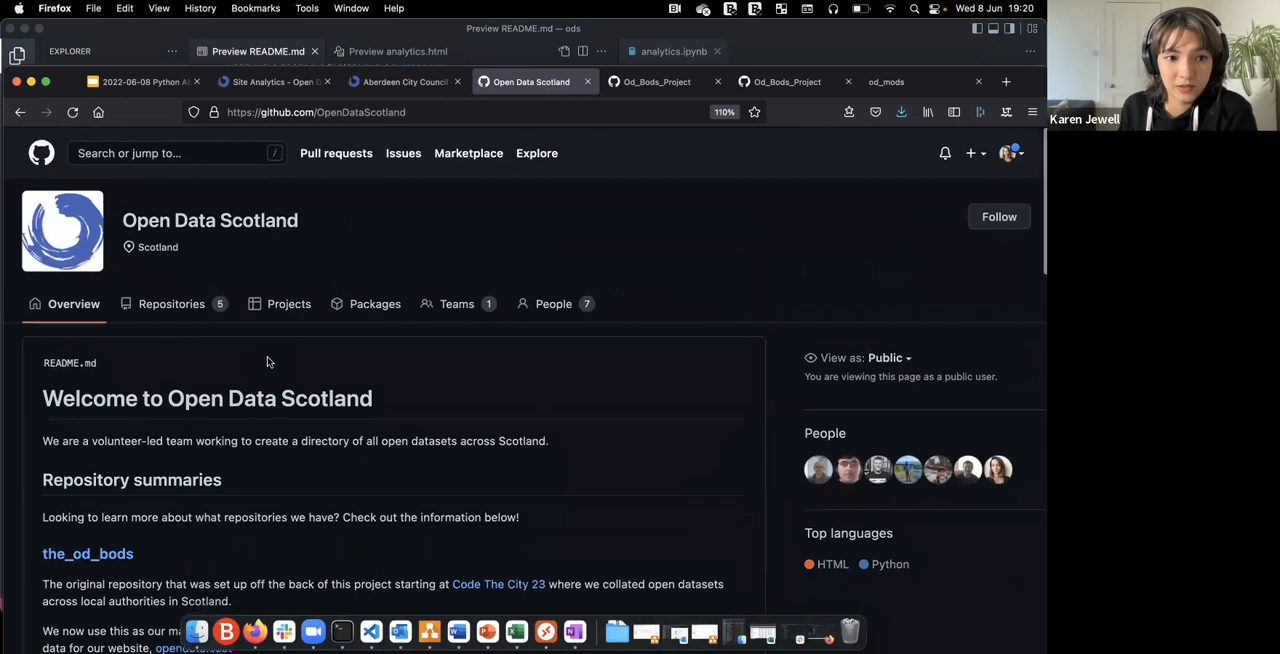 Firefox File Edit View History Bookmarks Tools Window Help Wed 8 Jun 19:20
Preview README.md — ods
EXPLORER ··· Preview README.md Preview analytics.html ··· analytics.ipynb ···
2022-06-08 Python A Site Analytics - Open D Aberdeen City Council Open Data Scotland Od_Bods_Project Od_Bods_Project od_mods
https://github.com/OpenDataScotland 110%
Karen Jewell
Search or jump to... / Pull requests Issues Marketplace Explore
Open Data Scotland Follow
Scotland
Overview Repositories 5 Projects Packages Teams 1 People 7
README.md View as: Public
You are viewing this page as a public user.
Welcome to Open Data Scotland
We are a volunteer-led team working to create a directory of all open datasets across Scotland. People
Repository summaries
Looking to learn more about what repositories we have? Check out the information below!
Top languages
the_od_bods
HTML Python
The original repository that was set up off the back of this project starting at Code The City 23 where we collated open datasets
across local authorities in Scotland.
We now use this as our
data for our website,